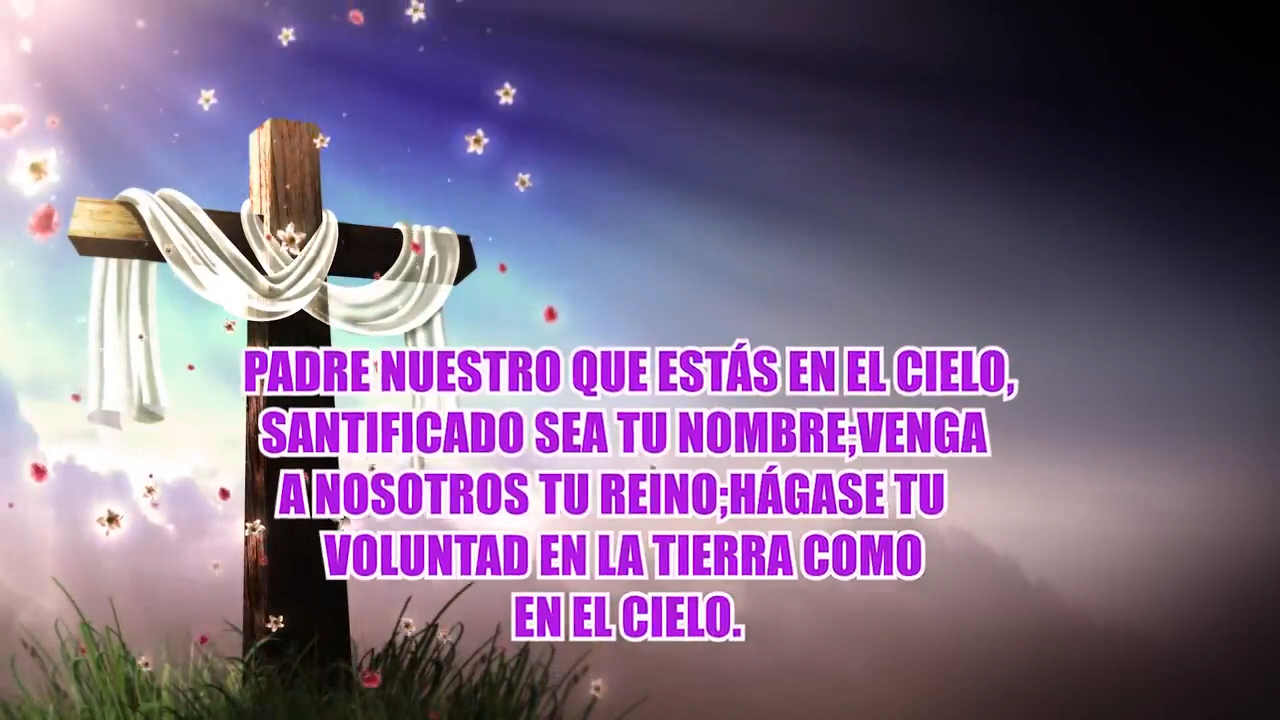 PADRE NUESTRO QUE ESTÁS EN EL CIELO,
SANTIFICADO SEA TU NOMBRE;VENGA
A NOSOTROS TU REINO;HÁGASE TU
VOLUNTAD EN LA TIERRA COMO
EN EL CIELO.